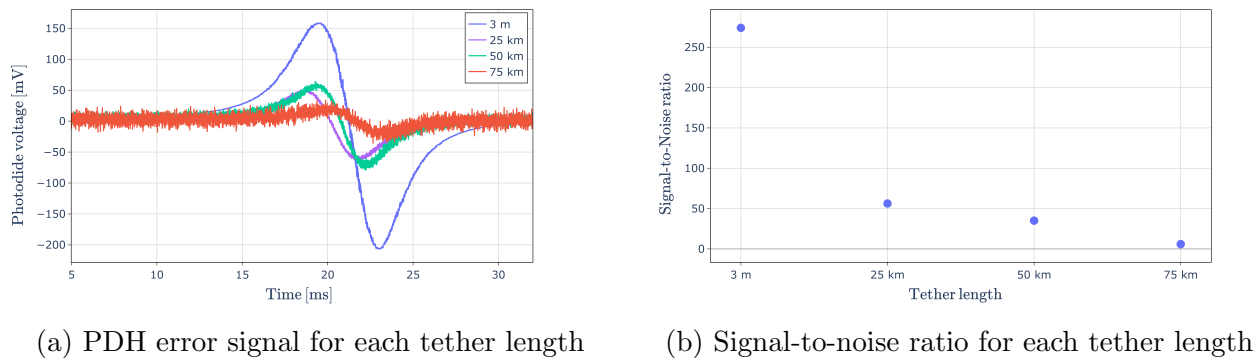 Photodidide voltage [mV]
150
100
50
0
−50
−100
−150
−200
5
10
15
20
25
30
Time [ms]
3 m
25 km
50 km
75 km
(a) PDH error signal for each tether length
Signal-to-Noise ratio
250
200
150
100
50
0
3 m
25 km
50 km
75 km
Tether length
(b) Signal-to-noise ratio for each tether length